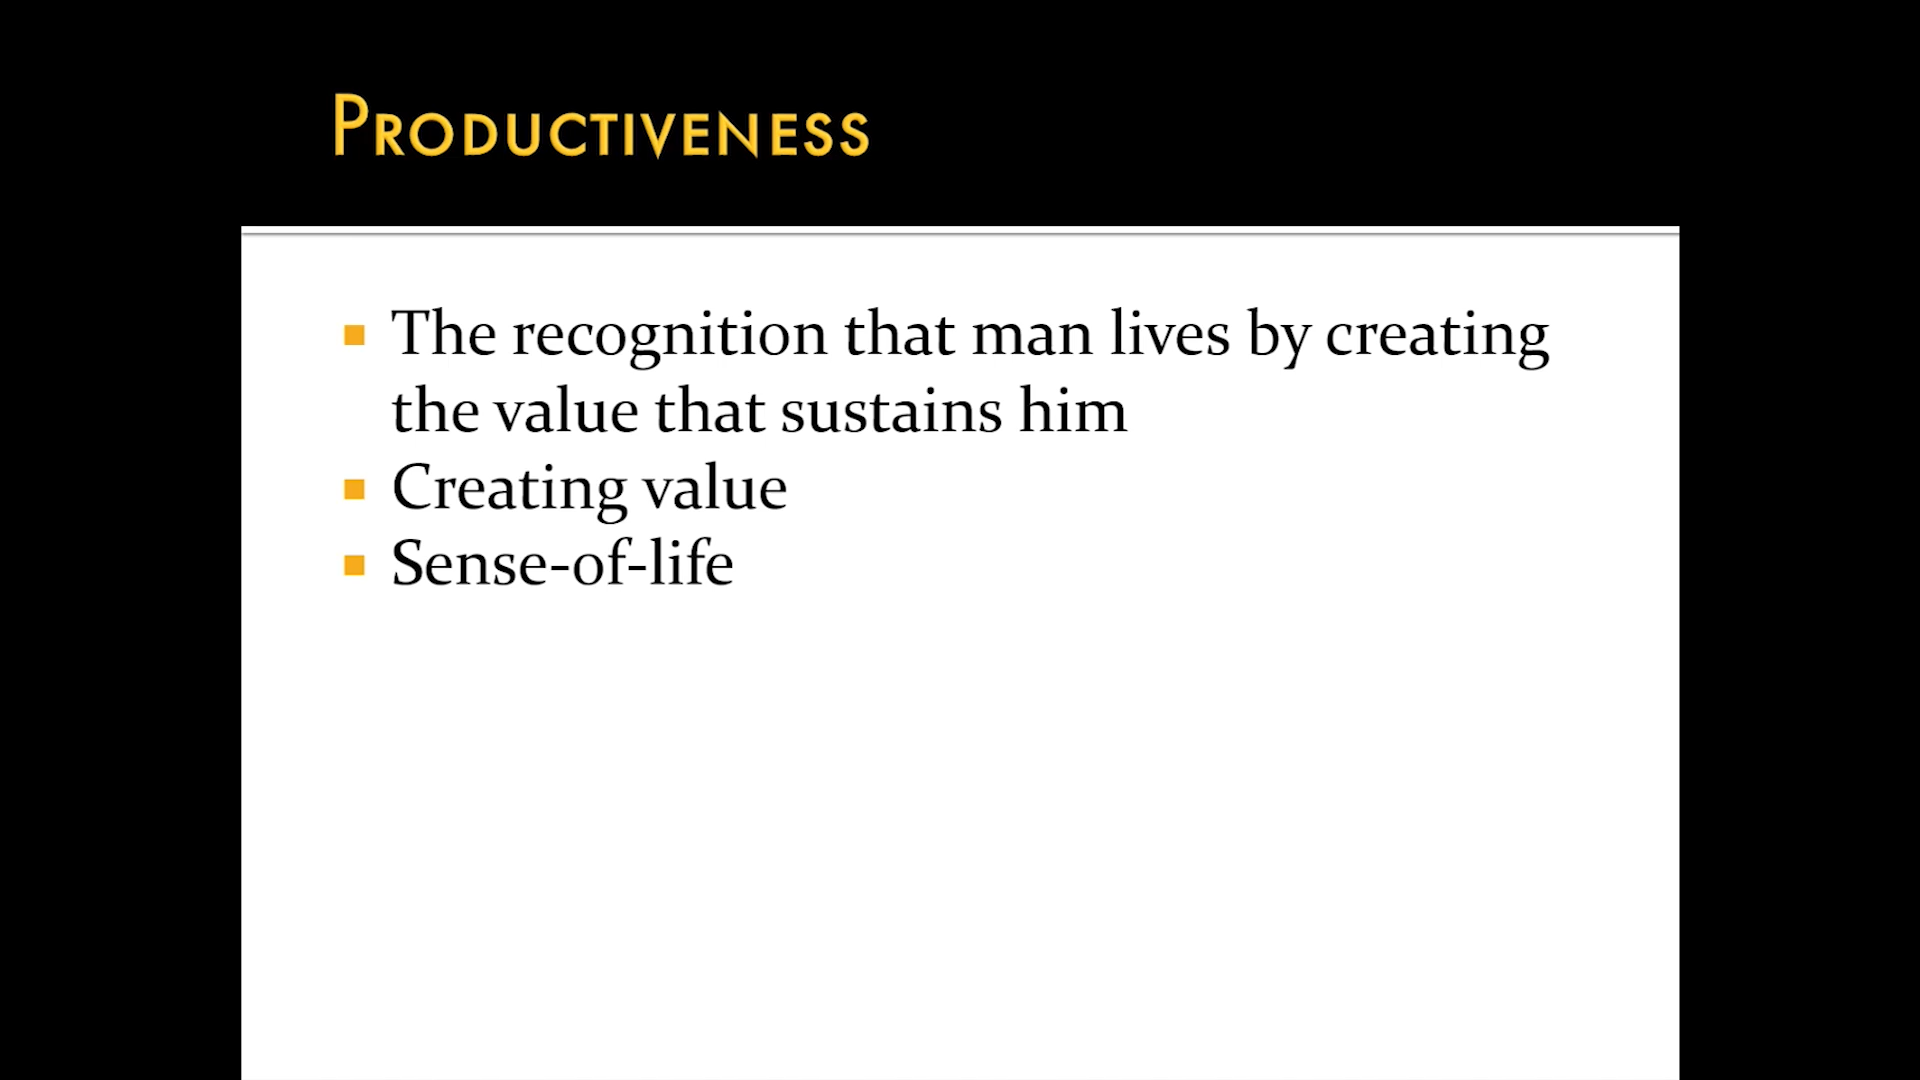 Productiveness
The recognition that man lives by creating
the value that sustains him
Creating value
Sense-of-life